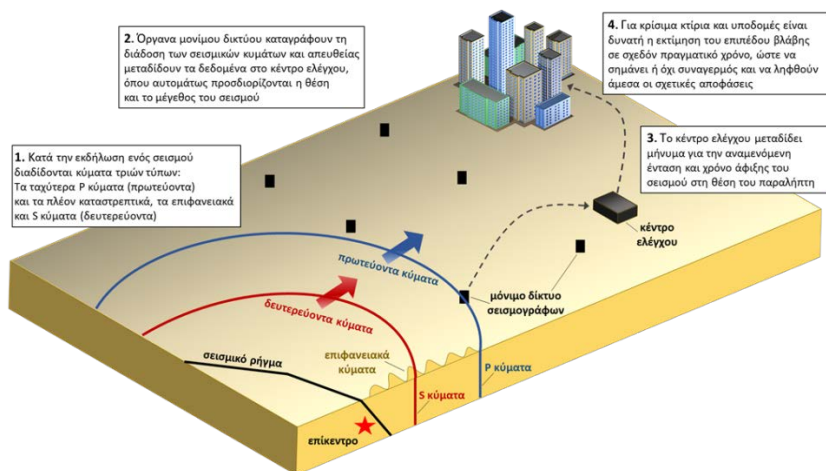 2. Όργανα μονίμου δικτύου καταγράφουν τη
διάδοση των σεισμικών κυμάτων και απευθείας
μεταδίδουν τα δεδομένα στο κέντρο ελέγχου,
όπου αυτομάτως προσδιορίζονται η θέση
και το μέγεθος του σεισμού
4. Για κρίσιμα κτίρια και υποδομές είναι
δυνατή η εκτίμηση του επιπέδου βλάβης
σε σχεδόν πραγματικό χρόνο, ώστε να
σημάνει ή όχι συναγερμός και να ληφθούν
άμεσα οι σχετικές αποφάσεις
1. Κατά την εκδήλωση ενός σεισμού
διαδίδονται κύματα τριών τύπων:
Τα ταχύτερα P κύματα (πρωτεύοντα)
και τα πλέον καταστρεπτικά, τα επιφανειακά
και S κύματα (δευτερεύοντα)
3. Το κέντρο ελέγχου μεταδίδει
μήνυμα για την αναμενόμενη
ένταση και χρόνο άφιξης του
σεισμού στη θέση του παραλήπτη
κέντρο
ελέγχου
πρωτεύοντα κύματα
μόνιμο δίκτυο
σεισμογράφων
δευτερεύοντα κύματα
επιφανειακά
κύματα
σεισμικό ρήγμα
P κύματα
S κύματα
επίκεντρο